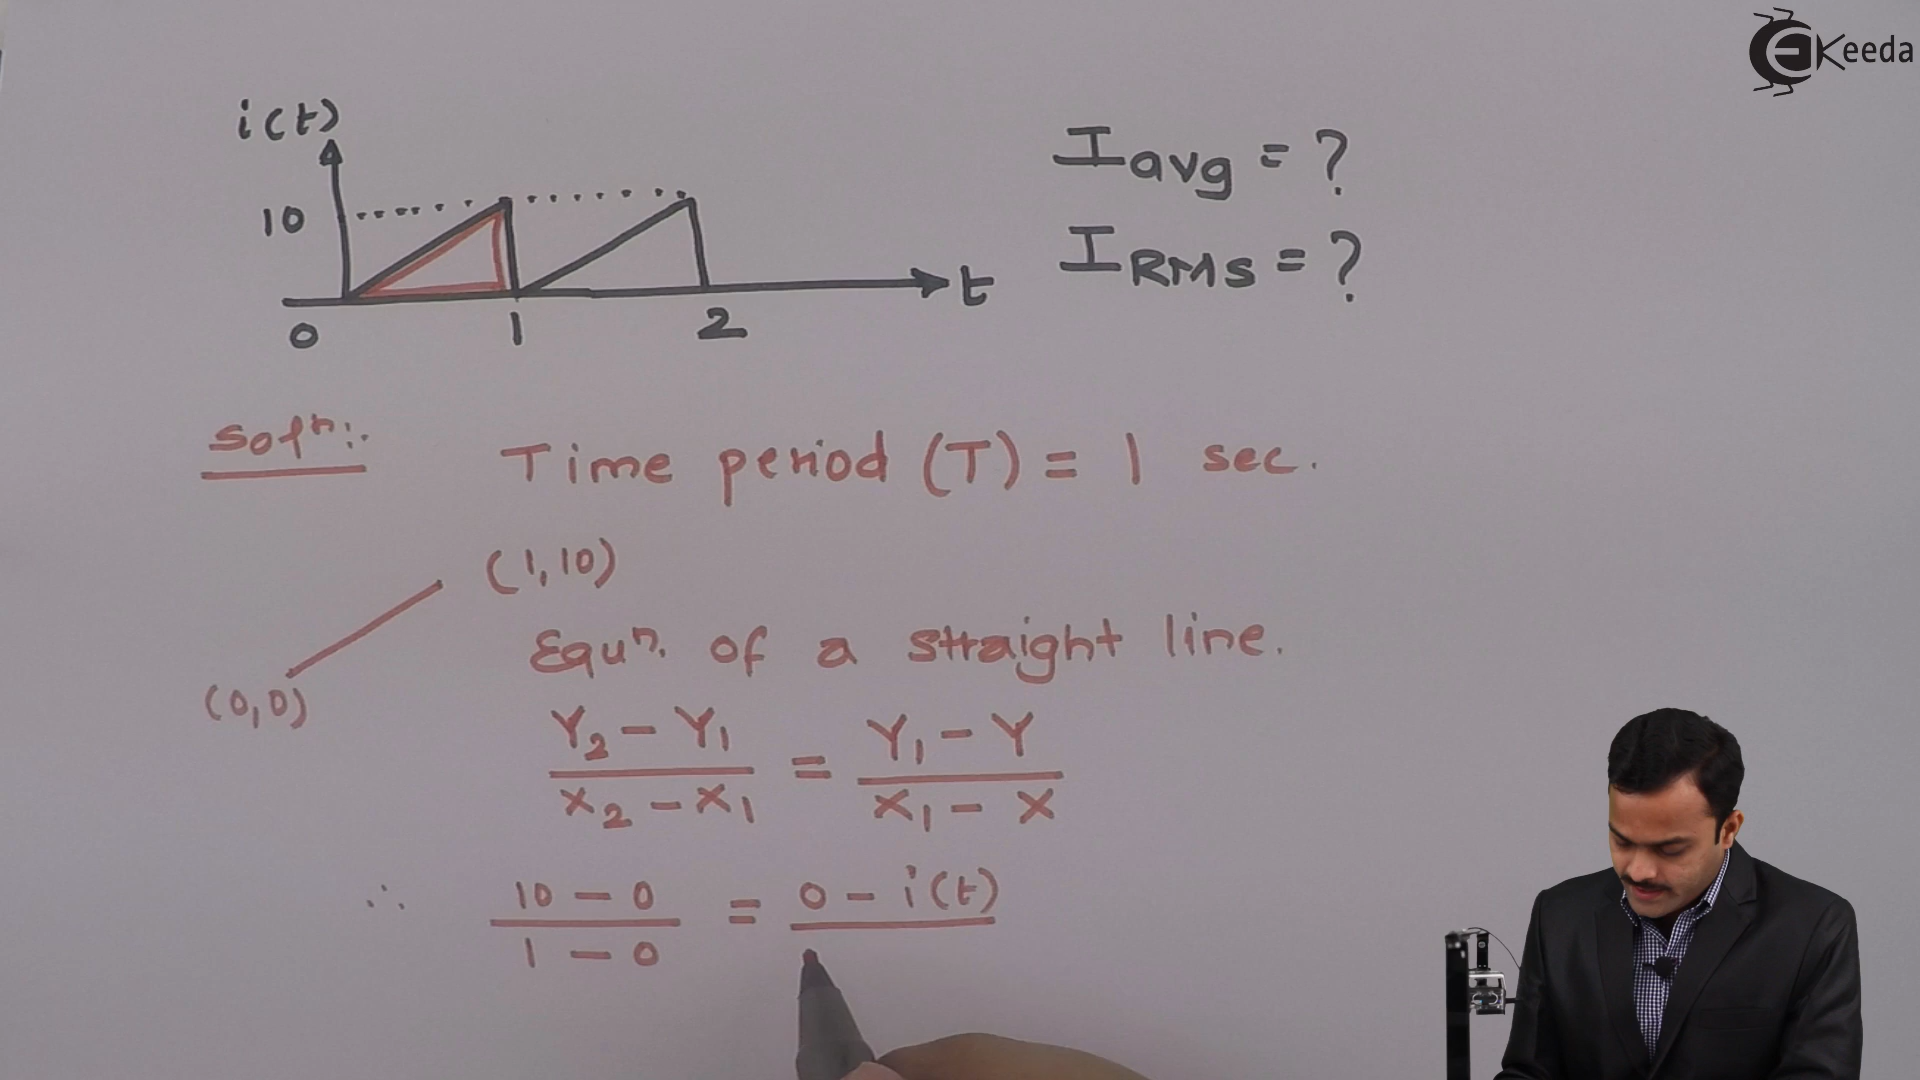 EKeeda
i(t)
10
0 1 2 t
Iavg = ?
IRMS = ?
Solⁿ:. Time period (T) = 1 sec.
(1,10)
(0,0)
Equⁿ. of a straight line.
Y₂ - Y₁ = Y₁ - Y
X₂ - X₁ X₁ - X
∴ 10 - 0 = 0 - i(t)
1 - 0